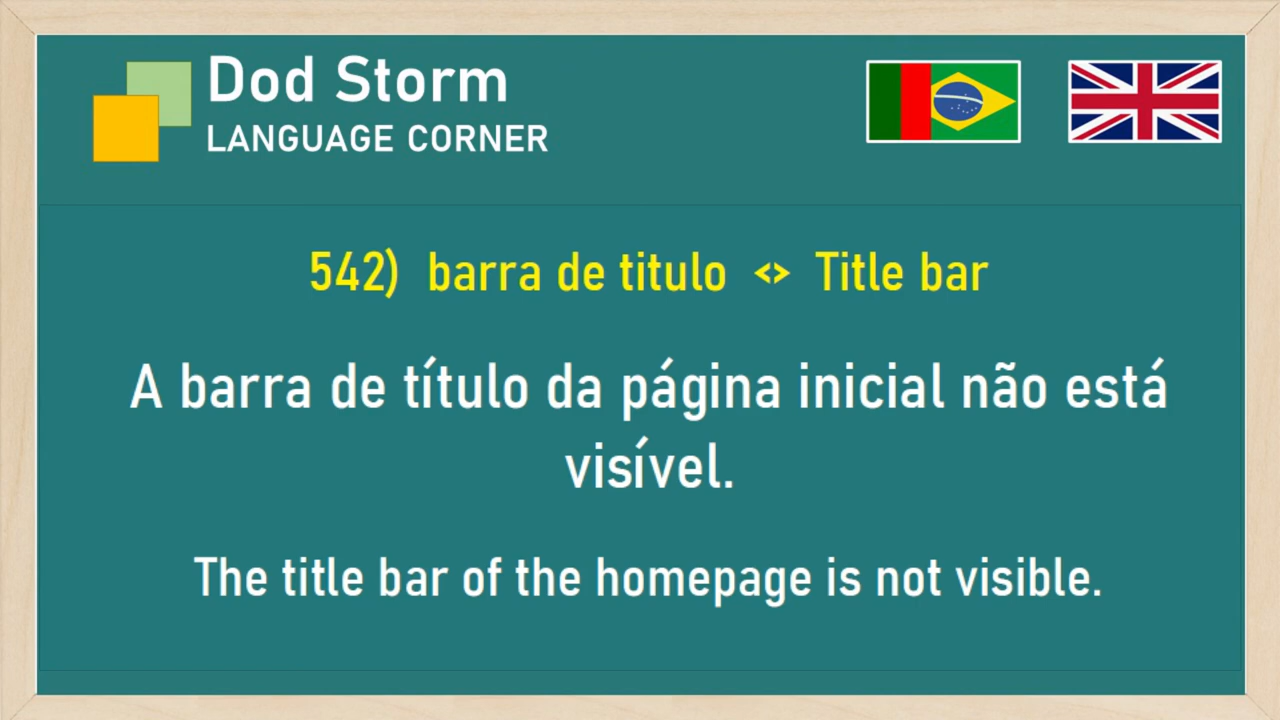 Dod Storm
LANGUAGE CORNER
542) barra de titulo <> Title bar
A barra de título da página inicial não está
visível.
The title bar of the homepage is not visible.